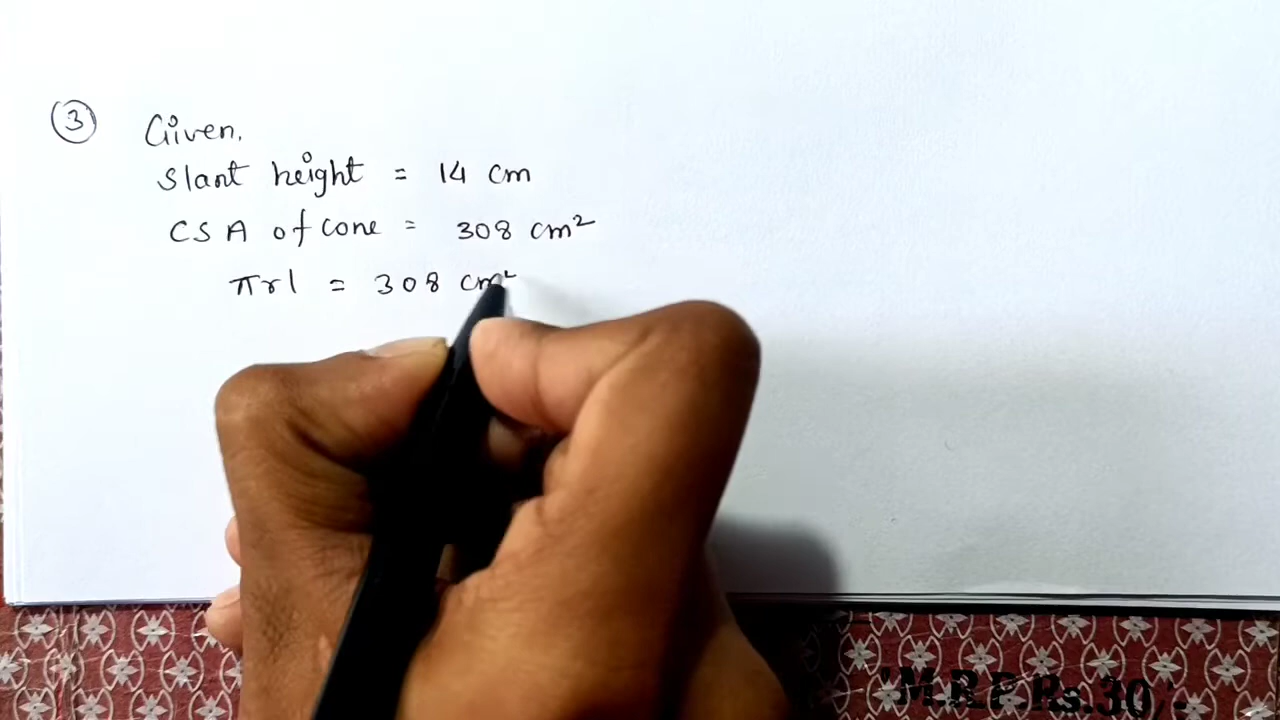 ③ Given,
Slant height = 14 cm
CSA of cone = 308 cm²
πrl = 308 cm²
M.R.P Rs.30/-